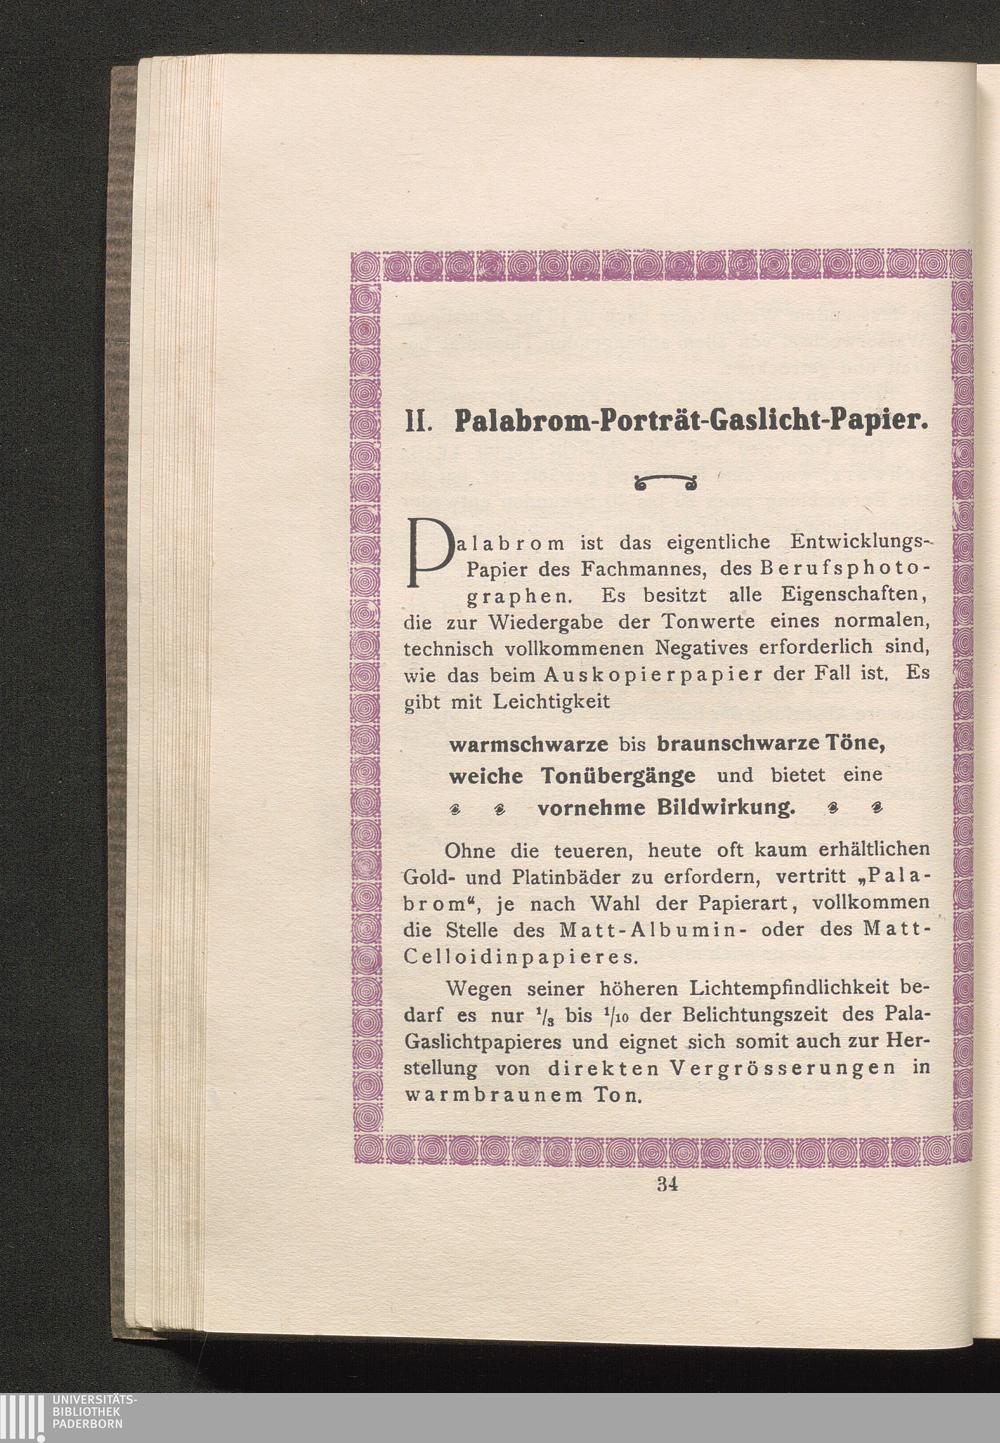 II. Palabrom-Porträt-Gaslicht-Papier.
Palabrom ist das eigentliche Entwicklungs-
Papier des Fachmannes, des Berufsphoto-
graphen. Es besitzt alle Eigenschaften,
die zur Wiedergabe der Tonwerte eines normalen,
technisch vollkommenen Negatives erforderlich sind,
wie das beim Auskopierpapier der Fall ist. Es
gibt mit Leichtigkeit
warmschwarze bis braunschwarze Töne,
weiche Tonübergänge und bietet eine
vornehme Bildwirkung.
Ohne die teueren, heute oft kaum erhältlichen
Gold- und Platinbäder zu erfordern, vertritt „Pala-
brom“, je nach Wahl der Papierart, vollkommen
die Stelle des Matt-Albumin- oder des Matt-
Celloidinpapieres.
Wegen seiner höheren Lichtempfindlichkeit be-
darf es nur 1/3 bis 1/10 der Belichtungszeit des Pala-
Gaslichtpapieres und eignet sich somit auch zur Her-
stellung von direkten Vergrösserungen in
warmbraunem Ton.
34
UNIVERSITÄTS-
BIBLIOTHEK
PADERBORN